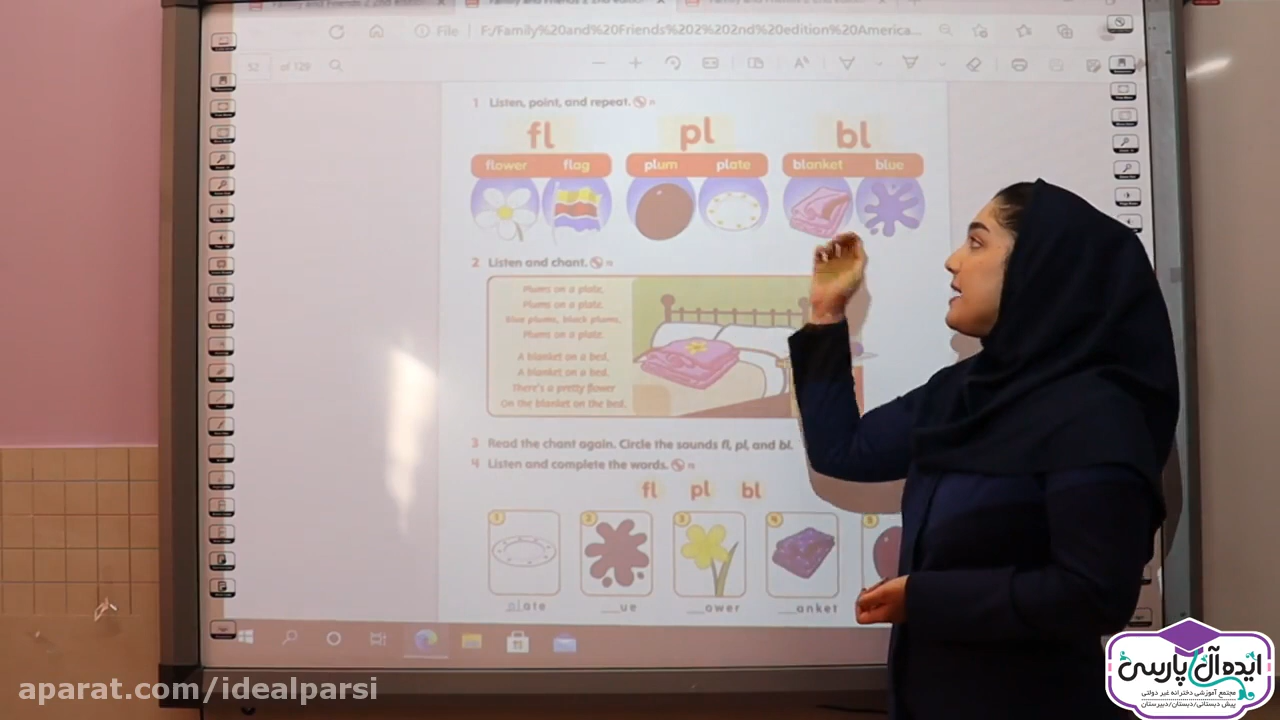 File F:/Family%20and%20Friends%202%202nd%20edition%20America...
52 of 129
1 Listen, point, and repeat.
fl pl bl
flower flag plum plate blanket blue
2 Listen and chant.
Plums on a plate,
Plums on a plate,
Blue plums, black plums,
Plums on a plate.
A blanket on a bed,
A blanket on a bed,
There's a pretty flower
On the blanket on the bed.
3 Read the chant again. Circle the sounds fl, pl, and bl.
4 Listen and complete the words.
fl pl bl
1 2 3 4 5
plate __ue __ower __anket
aparat.com/idealparsi
ایده‌آل پارسی
مجتمع آموزشی دخترانه غیر دولتی
پیش دبستانی/دبستان/دبیرستان